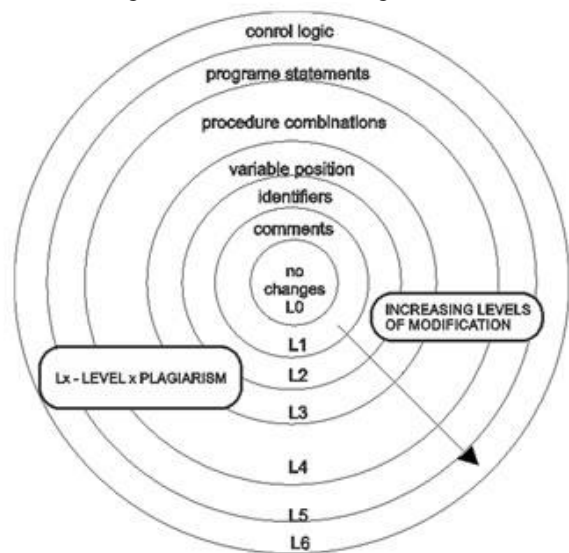 conrol logic
programe statements
procedure combinations
variable position
identifiers
comments
no
changes
L0
INCREASING LEVELS
OF MODIFICATION
L1
Lx - LEVEL x PLAGIARISM
L2
L3
L4
L5
L6